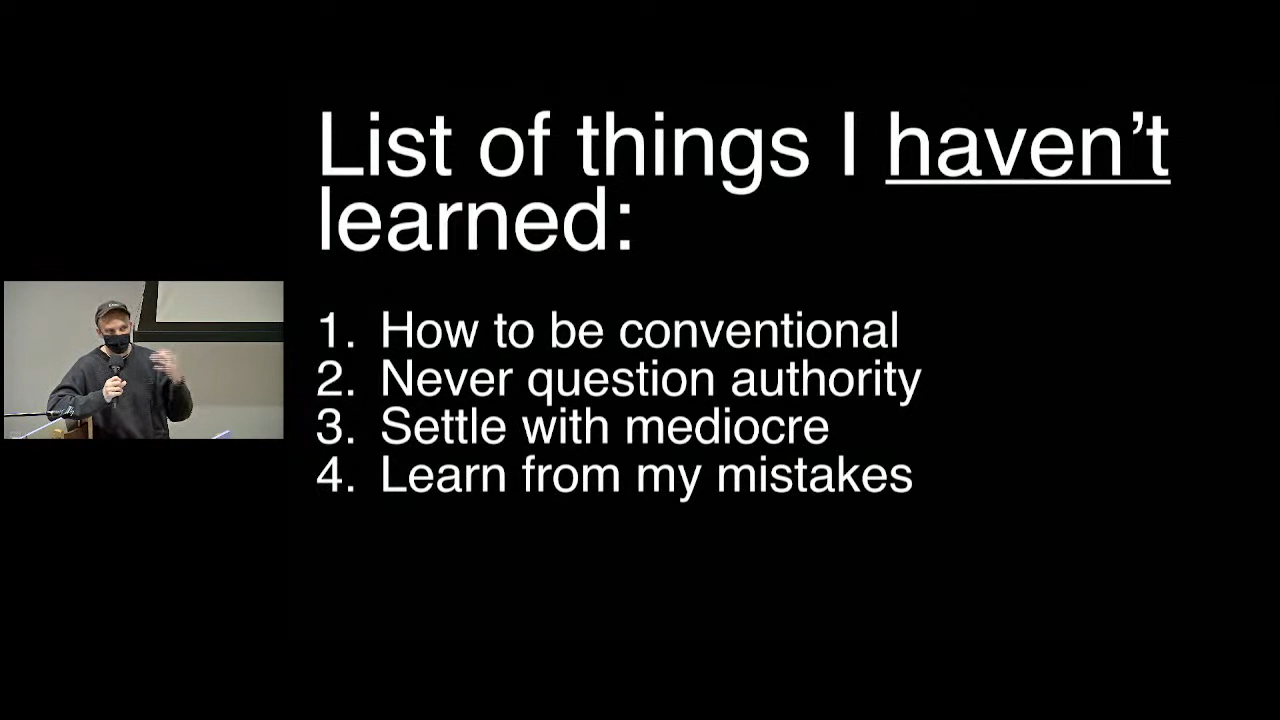 List of things I haven’t
learned:
1. How to be conventional
2. Never question authority
3. Settle with mediocre
4. Learn from my mistakes